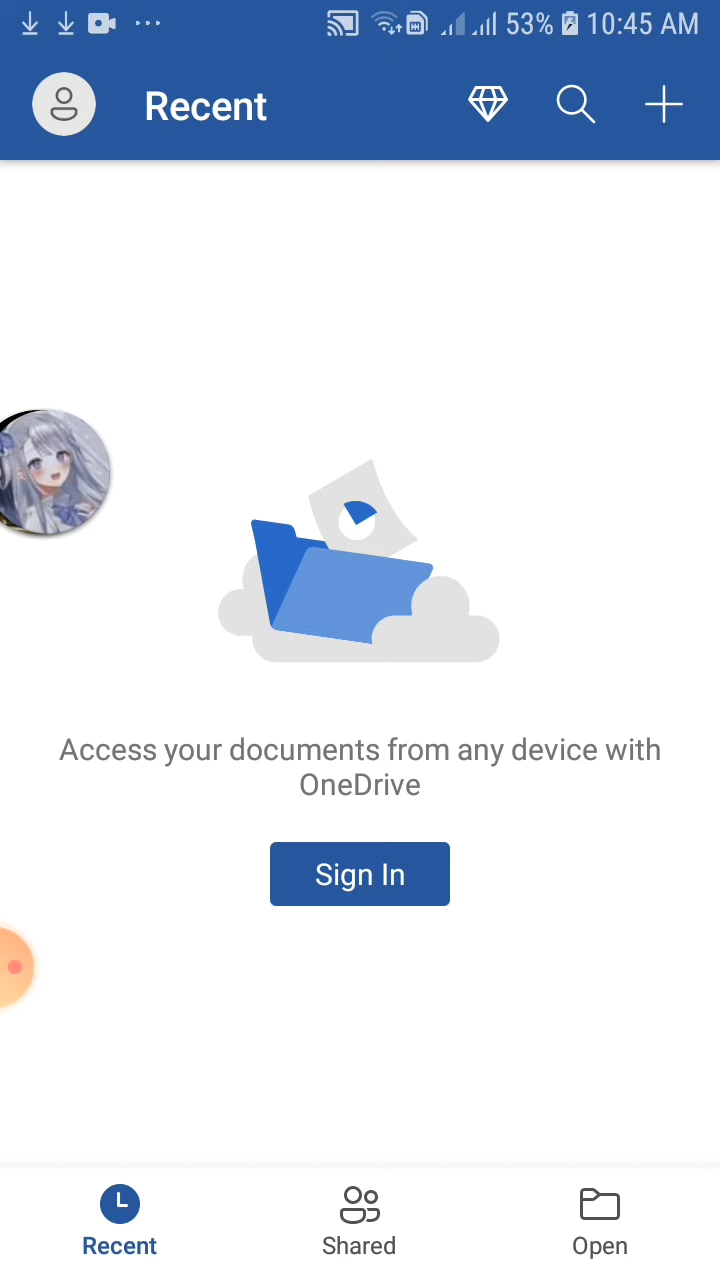 53% 10:45 AM
Recent
Access your documents from any device with
OneDrive
Sign In
Recent
Shared
Open